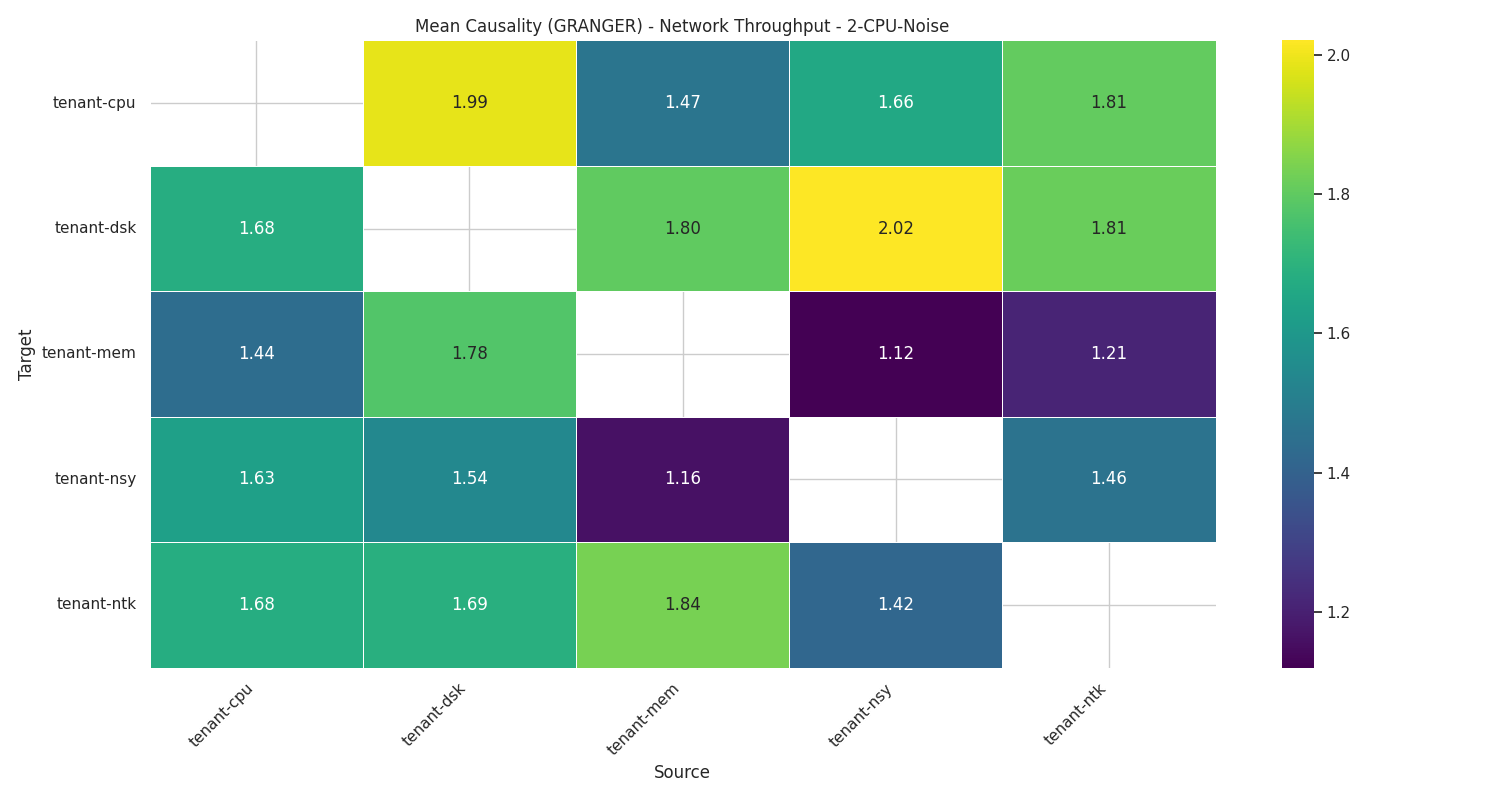 Mean Causality (GRANGER) - Network Throughput - 2-CPU-Noise
Target
tenant-cpu 1.99 1.47 1.66 1.81
tenant-dsk 1.68 1.80 2.02 1.81
tenant-mem 1.44 1.78 1.12 1.21
tenant-nsy 1.63 1.54 1.16 1.46
tenant-ntk 1.68 1.69 1.84 1.42
tenant-cpu tenant-dsk tenant-mem tenant-nsy tenant-ntk
Source
2.0
1.8
1.6
1.4
1.2